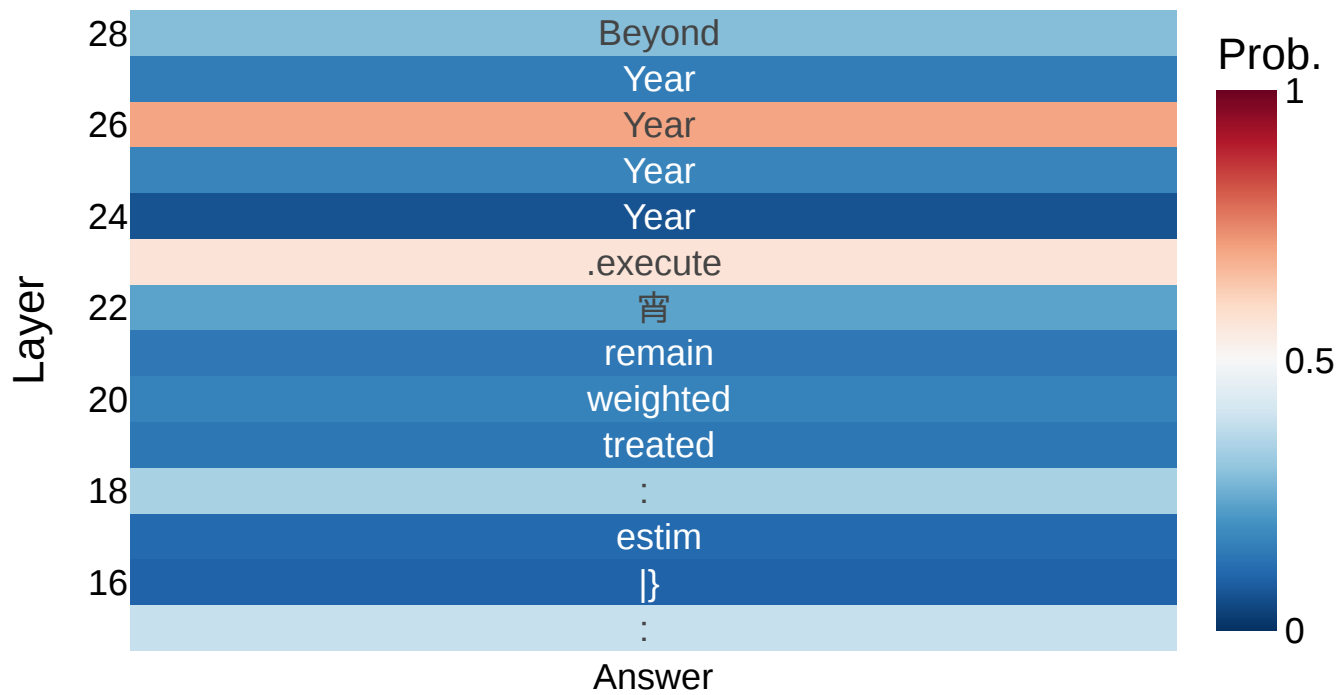 28
Beyond
Prob.
Year
1
26
Year
Year
24
Year
.execute
22
宵
remain
0.5
20
weighted
treated
18
:
estim
16
|}
:
0
Layer
Answer